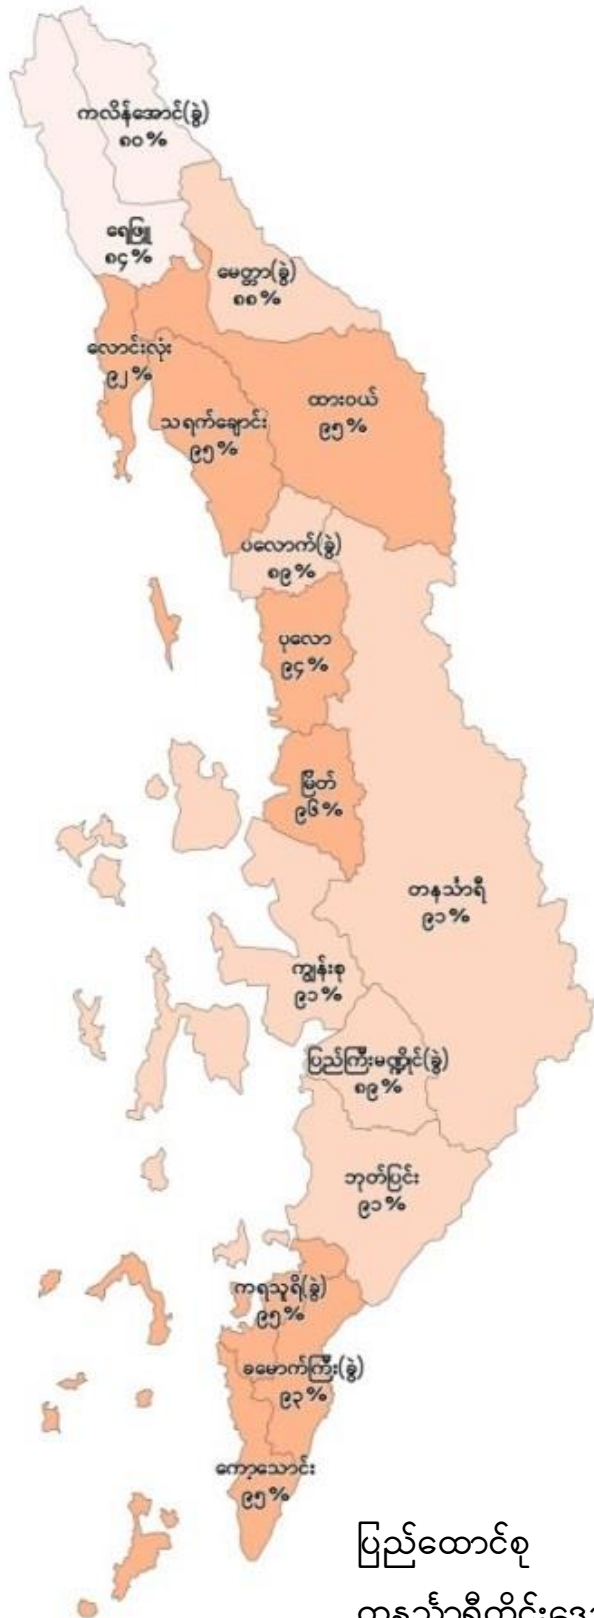 ကလိန်အောင်(ခွဲ)
၈၀%
ရေဖြူ
၈၄%
မေတ္တာ(ခွဲ)
၈၈%
လောင်းလုံး
၉၂%
ထားဝယ်
၉၅%
သရက်ချောင်း
၉၅%
ပလောက်(ခွဲ)
၈၉%
ပုလော
၉၄%
မြိတ်
၉၆%
တနင်္သာရီ
၉၁%
ကျွန်းစု
၉၁%
ပြည်ကြီးမဏ္ဍိုင်(ခွဲ)
၈၉%
ဘုတ်ပြင်း
၉၁%
ကရသူရိ(ခွဲ)
၉၅%
ခမောက်ကြီး(ခွဲ)
၉၃%
ကော့သောင်း
၉၅%
ပြည်ထောင်စု